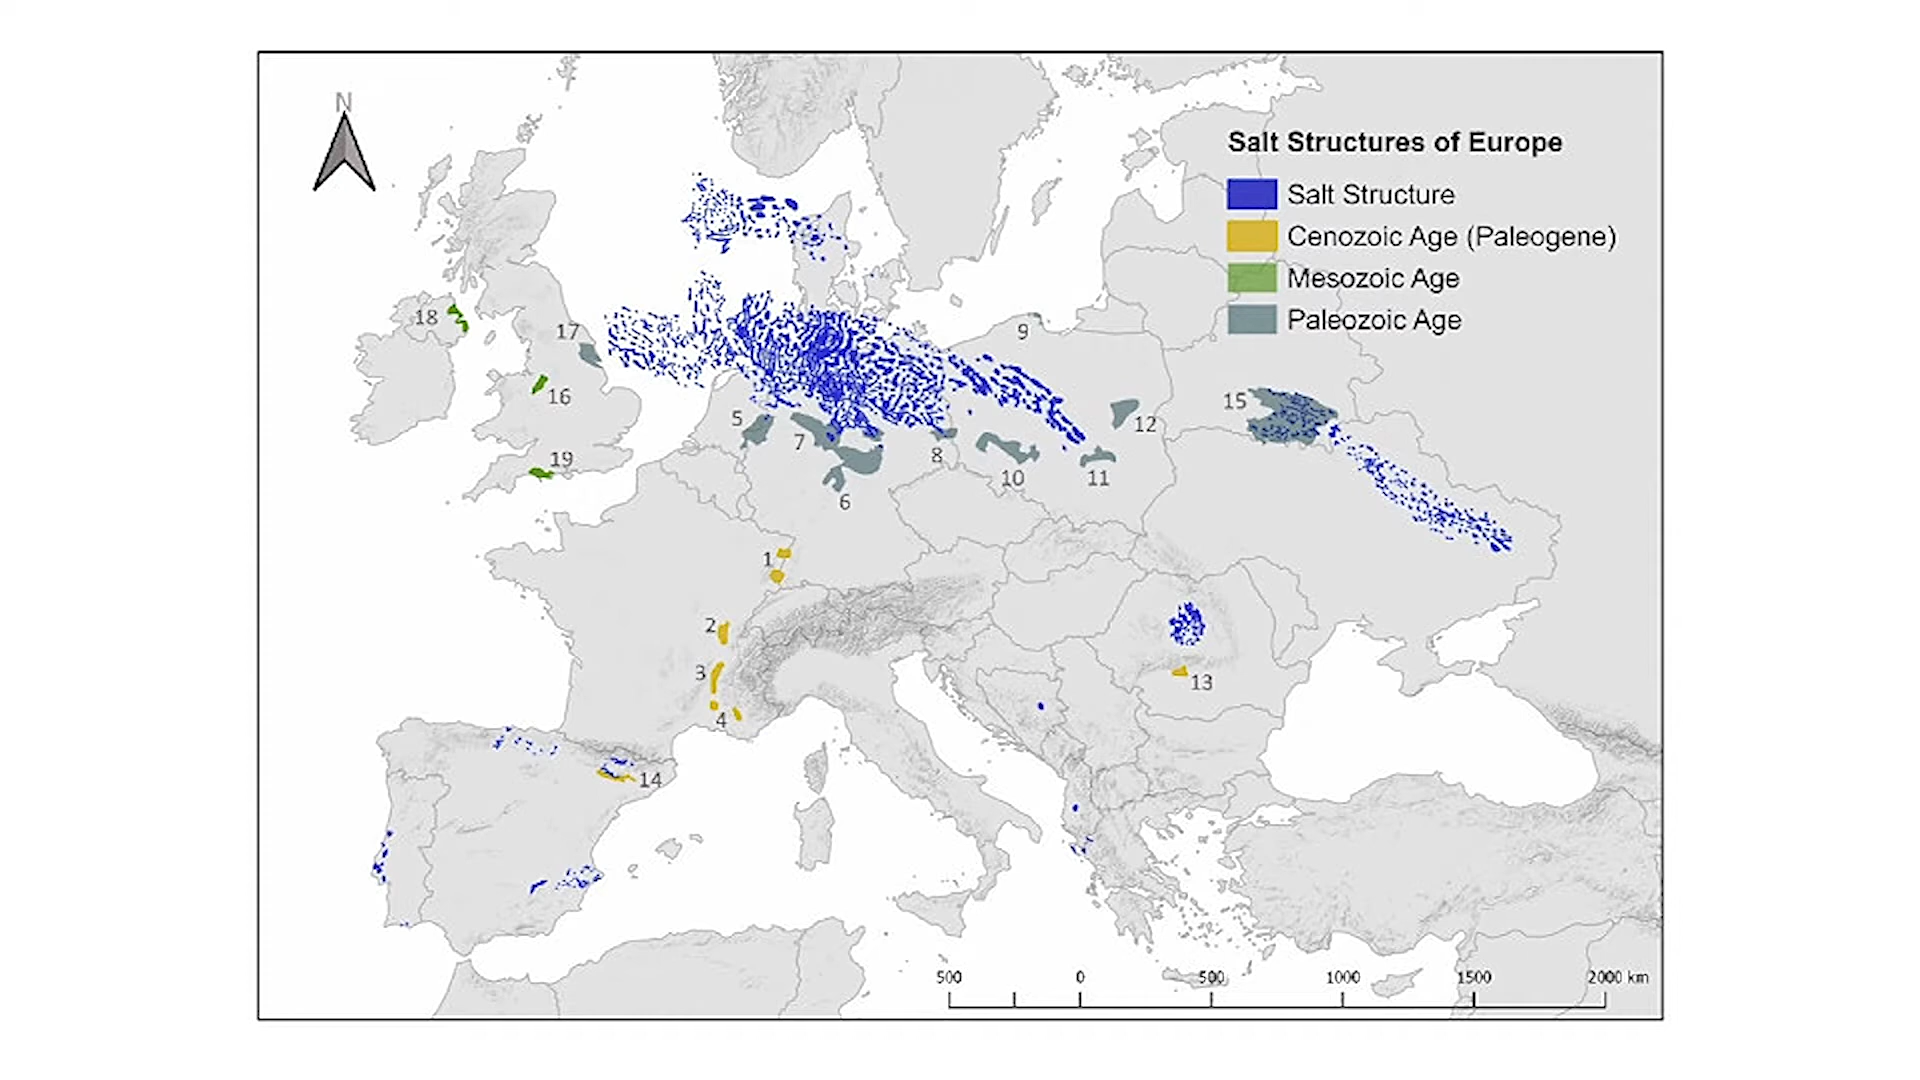 N
Salt Structures of Europe
Salt Structure
Cenozoic Age (Paleogene)
Mesozoic Age
Paleozoic Age
18
17
9
16
5
7
15
12
19
8
10
11
6
1
2
3
13
4
14
500 0 500 1000 1500 2000 km